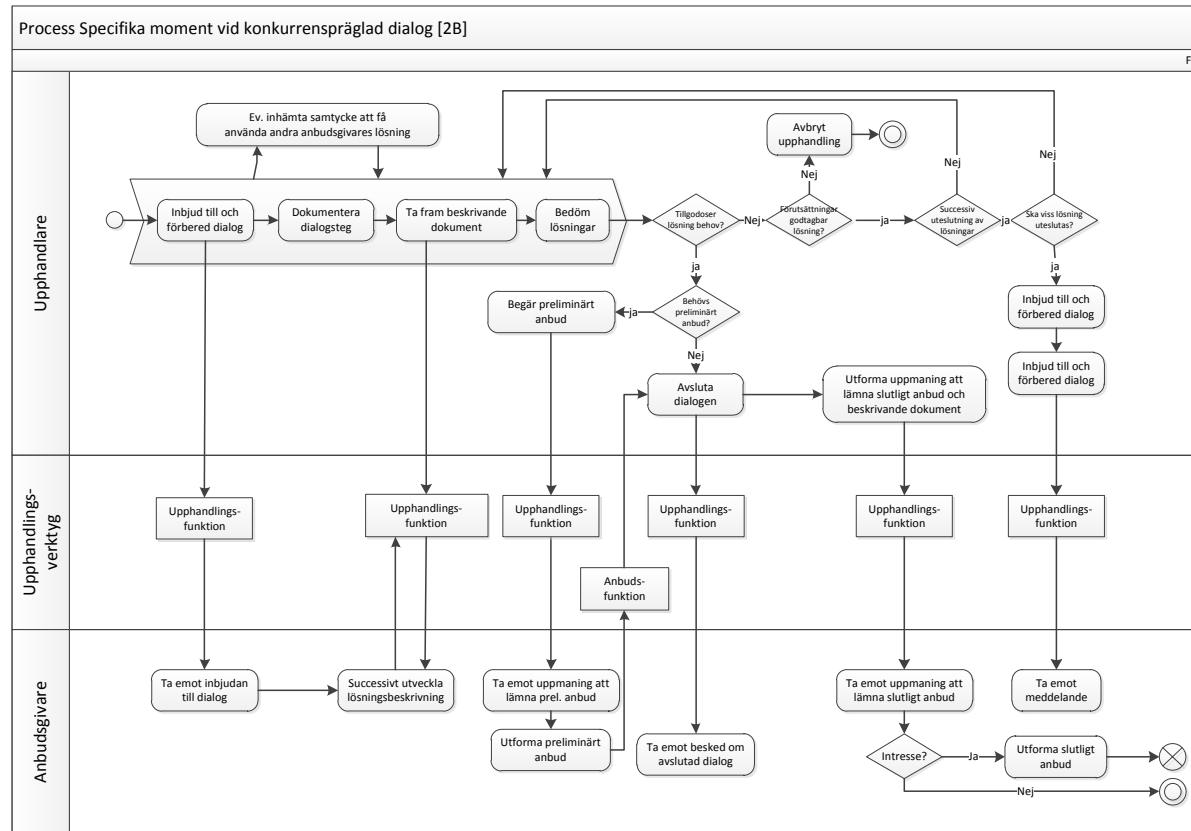 Process Specifika moment vid konkurrenspräglad dialog [2B]
F
Upphandlare
Ev. inhämta samtycke att få
använda andra anbudsgivares lösning
Avbryt
upphandling
Nej
Nej
Nej
Inbjud till och
förbered dialog
Dokumentera
dialogsteg
Ta fram beskrivande
dokument
Bedöm
lösningar
Tillgodoser
lösning behov?
Nej
Förutsättningar
godtagbar
lösning?
ja
Successiv
uteslutning av
lösningar
ja
Ska viss lösning
uteslutas?
ja
ja
Begär preliminärt
anbud
ja
Behövs
preliminärt
anbud?
Inbjud till och
förbered dialog
Nej
Inbjud till och
förbered dialog
Avsluta
dialogen
Utforma uppmaning att
lämna slutligt anbud och
beskrivande dokument
Upphandlings-
verktyg
Upphandlings-
funktion
Upphandlings-
funktion
Upphandlings-
funktion
Upphandlings-
funktion
Upphandlings-
funktion
Upphandlings-
funktion
Anbuds-
funktion
Anbudsgivare
Ta emot inbjudan
till dialog
Successivt utveckla
lösningsbeskrivning
Ta emot uppmaning att
lämna prel. anbud
Ta emot uppmaning att
lämna slutligt anbud
Ta emot
meddelande
Utforma preliminärt
anbud
Ta emot besked om
avslutad dialog
Intresse?
Ja
Utforma slutligt
anbud
Nej